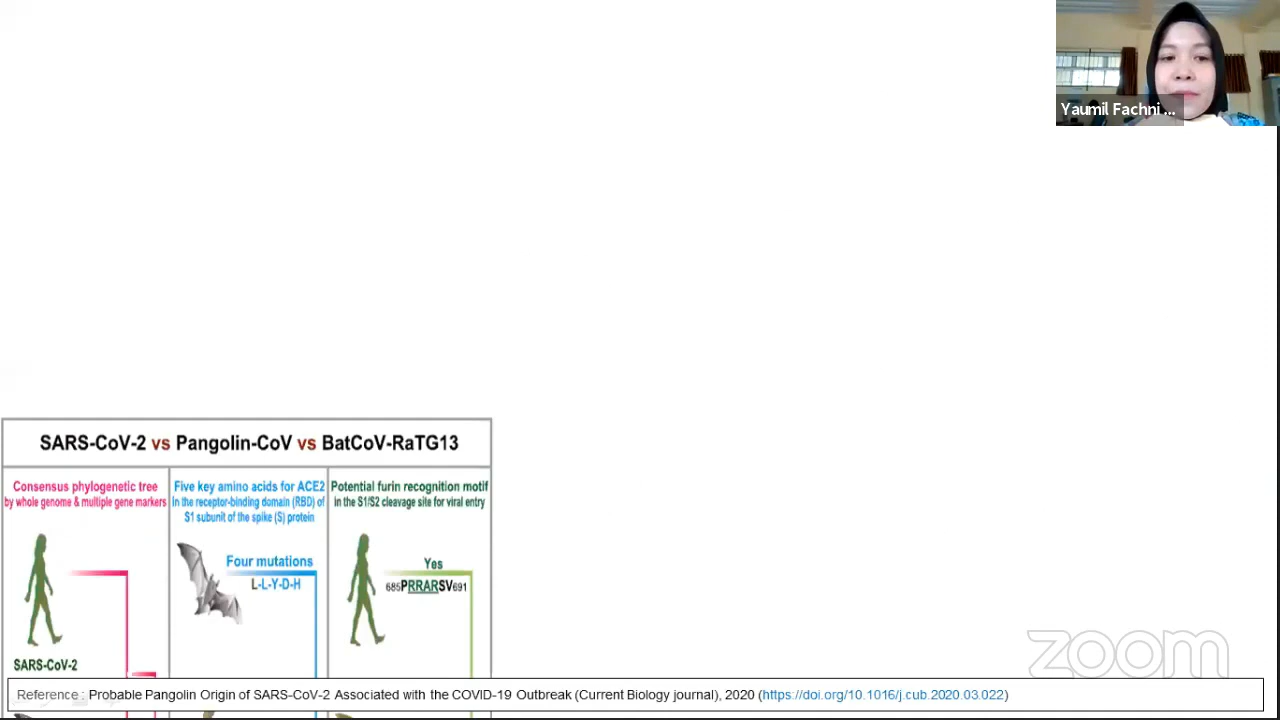 Yaumil Fachni ...
SARS-CoV-2 vs Pangolin-CoV vs BatCoV-RaTG13
Consensus phylogenetic tree
by whole genome & multiple gene markers
Five key amino acids for ACE2
in the receptor-binding domain (RBD) of
S1 subunit of the spike (S) protein
Potential furin recognition motif
in the S1/S2 cleavage site for viral entry
Four mutations
L-L-Y-D-H
Yes
685PRRARSV691
SARS-CoV-2
zoom
Reference : Probable Pangolin Origin of SARS-CoV-2 Associated with the COVID-19 Outbreak (Current Biology journal), 2020 (https://doi.org/10.1016/j.cub.2020.03.022)